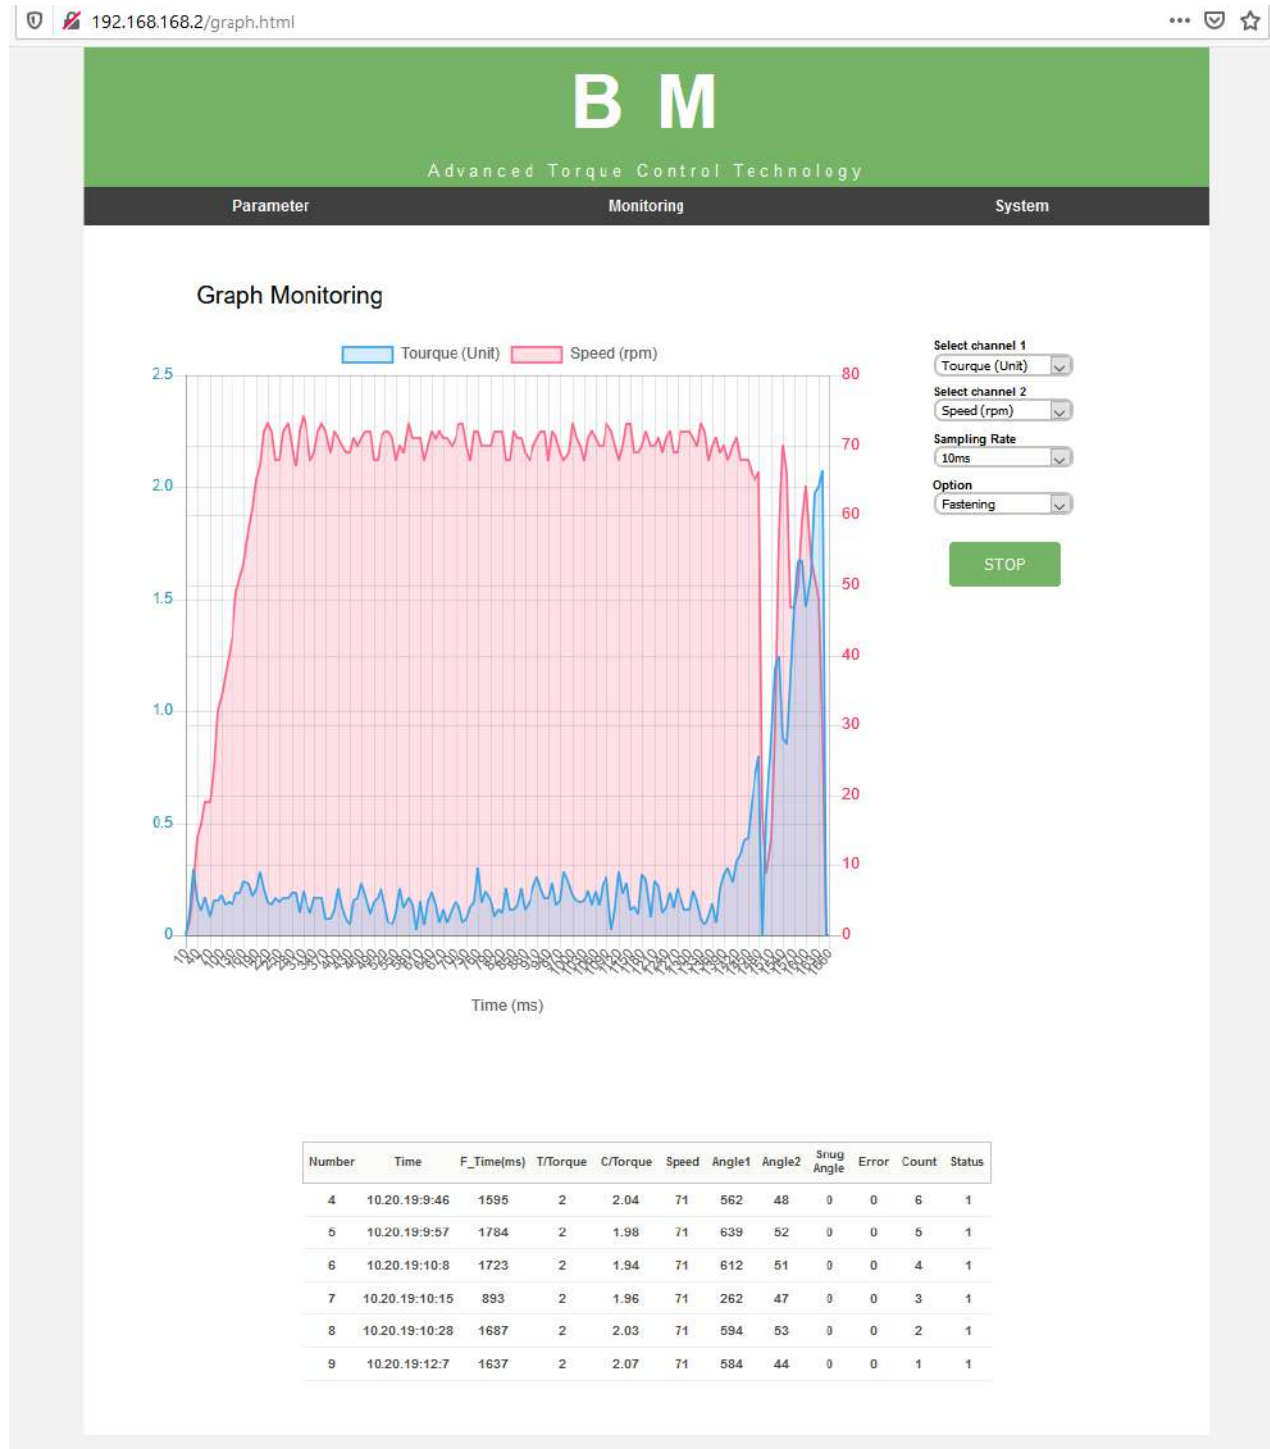 192.168.168.2/graph.html
B M
Advanced Torque Control Technology
Parameter Monitoring System
Graph Monitoring
Tourque (Unit) Speed (rpm)
2.5
2.0
1.5
1.0
0.5
0
80
70
60
50
40
30
20
10
0
Time (ms)
Select channel 1
Tourque (Unit)
Select channel 2
Speed (rpm)
Sampling Rate
10ms
Option
Fastening
STOP
Number Time F_Time(ms) T/Torque C/Torque Speed Angle1 Angle2 Snug Angle Error Count Status
4 10.20.19:9:46 1595 2 2.04 71 562 48 0 0 6 1
5 10.20.19:9:57 1784 2 1.98 71 639 52 0 0 5 1
6 10.20.19:10:8 1723 2 1.94 71 612 51 0 0 4 1
7 10.20.19:10:15 893 2 1.96 71 262 47 0 0 3 1
8 10.20.19:10:28 1687 2 2.03 71 594 53 0 0 2 1
9 10.20.19:12:7 1637 2 2.07 71 584 44 0 0 1 1